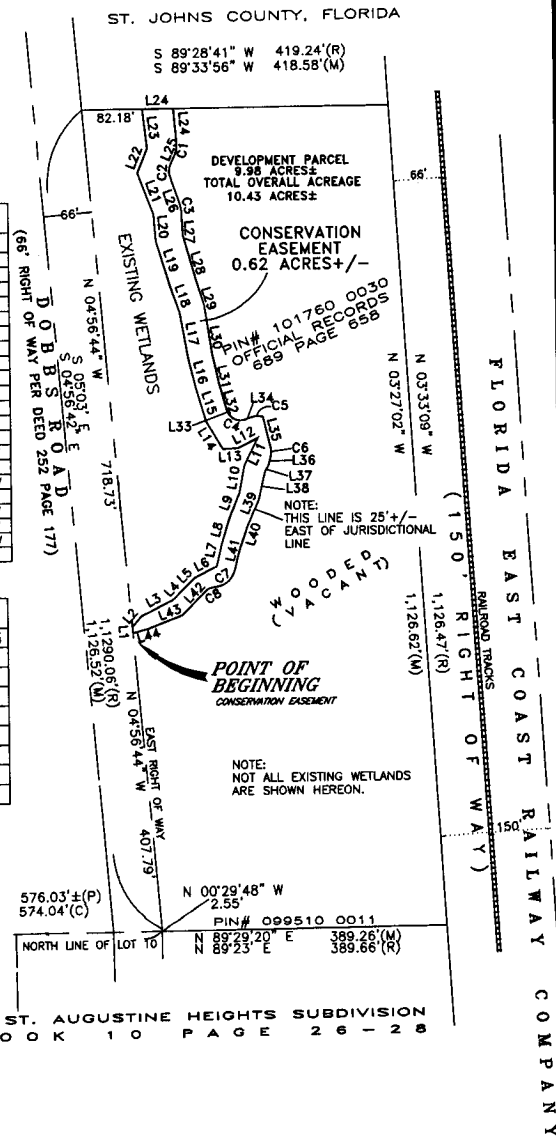 ST. JOHNS COUNTY, FLORIDA
S 89°28'41" W 419.24'(R)
S 89°33'56" W 418.58'(M)
L24
82.18'
L23
L24
L25
C1
L22
C2
DEVELOPMENT PARCEL
9.98 ACRES±
TOTAL OVERALL ACREAGE
10.43 ACRES±
66'
L21
L26
C3
66'
L20
L27
CONSERVATION
EASEMENT
0.62 ACRES+/-
L19
L28
L18
L29
EXISTING WETLANDS
PIN# 101760 0030
OFFICIAL RECORDS
689 PAGE 658
L17
L30
L16
L31
L15
L32
L34
C5
L33
C4
L14
L12
L35
L13
L11
C6
L36
L10
L37
L38
L9
L39
NOTE:
THIS LINE IS 25'+/-
EAST OF JURISDICTIONAL
LINE
L8
L40
L7
L41
L6
C7
L5
C8
L4
L42
L3
L43
L2
L1
L44
WOODED
(VACANT)
N 04°56'44" W
718.73'
S 05°03' E
S 04°56'42" E
DOBBS ROAD
(66' RIGHT OF WAY PER DEED 252 PAGE 177)
N 03°27'02" W
N 03°33'09" W
1,1290.06'(R)
1,126.52'(M)
1,126.62'(M)
1,126.47'(R)
POINT OF
BEGINNING
CONSERVATION EASEMENT
N 04°56'44" W
407.79'
EAST RIGHT OF WAY
NOTE:
NOT ALL EXISTING WETLANDS
ARE SHOWN HEREON.
RAILROAD TRACKS
(150' RIGHT OF WAY)
FLORIDA EAST COAST RAILWAY COMPANY
150'
576.03'±(P)
574.04'(C)
N 00°29'48" W
2.55'
PIN# 099510 0011
NORTH LINE OF LOT 10
N 89°29'20" E 389.26'(M)
N 89°23' E 389.66'(R)
ST. AUGUSTINE HEIGHTS SUBDIVISION
OOK 10 PAGE 26-28